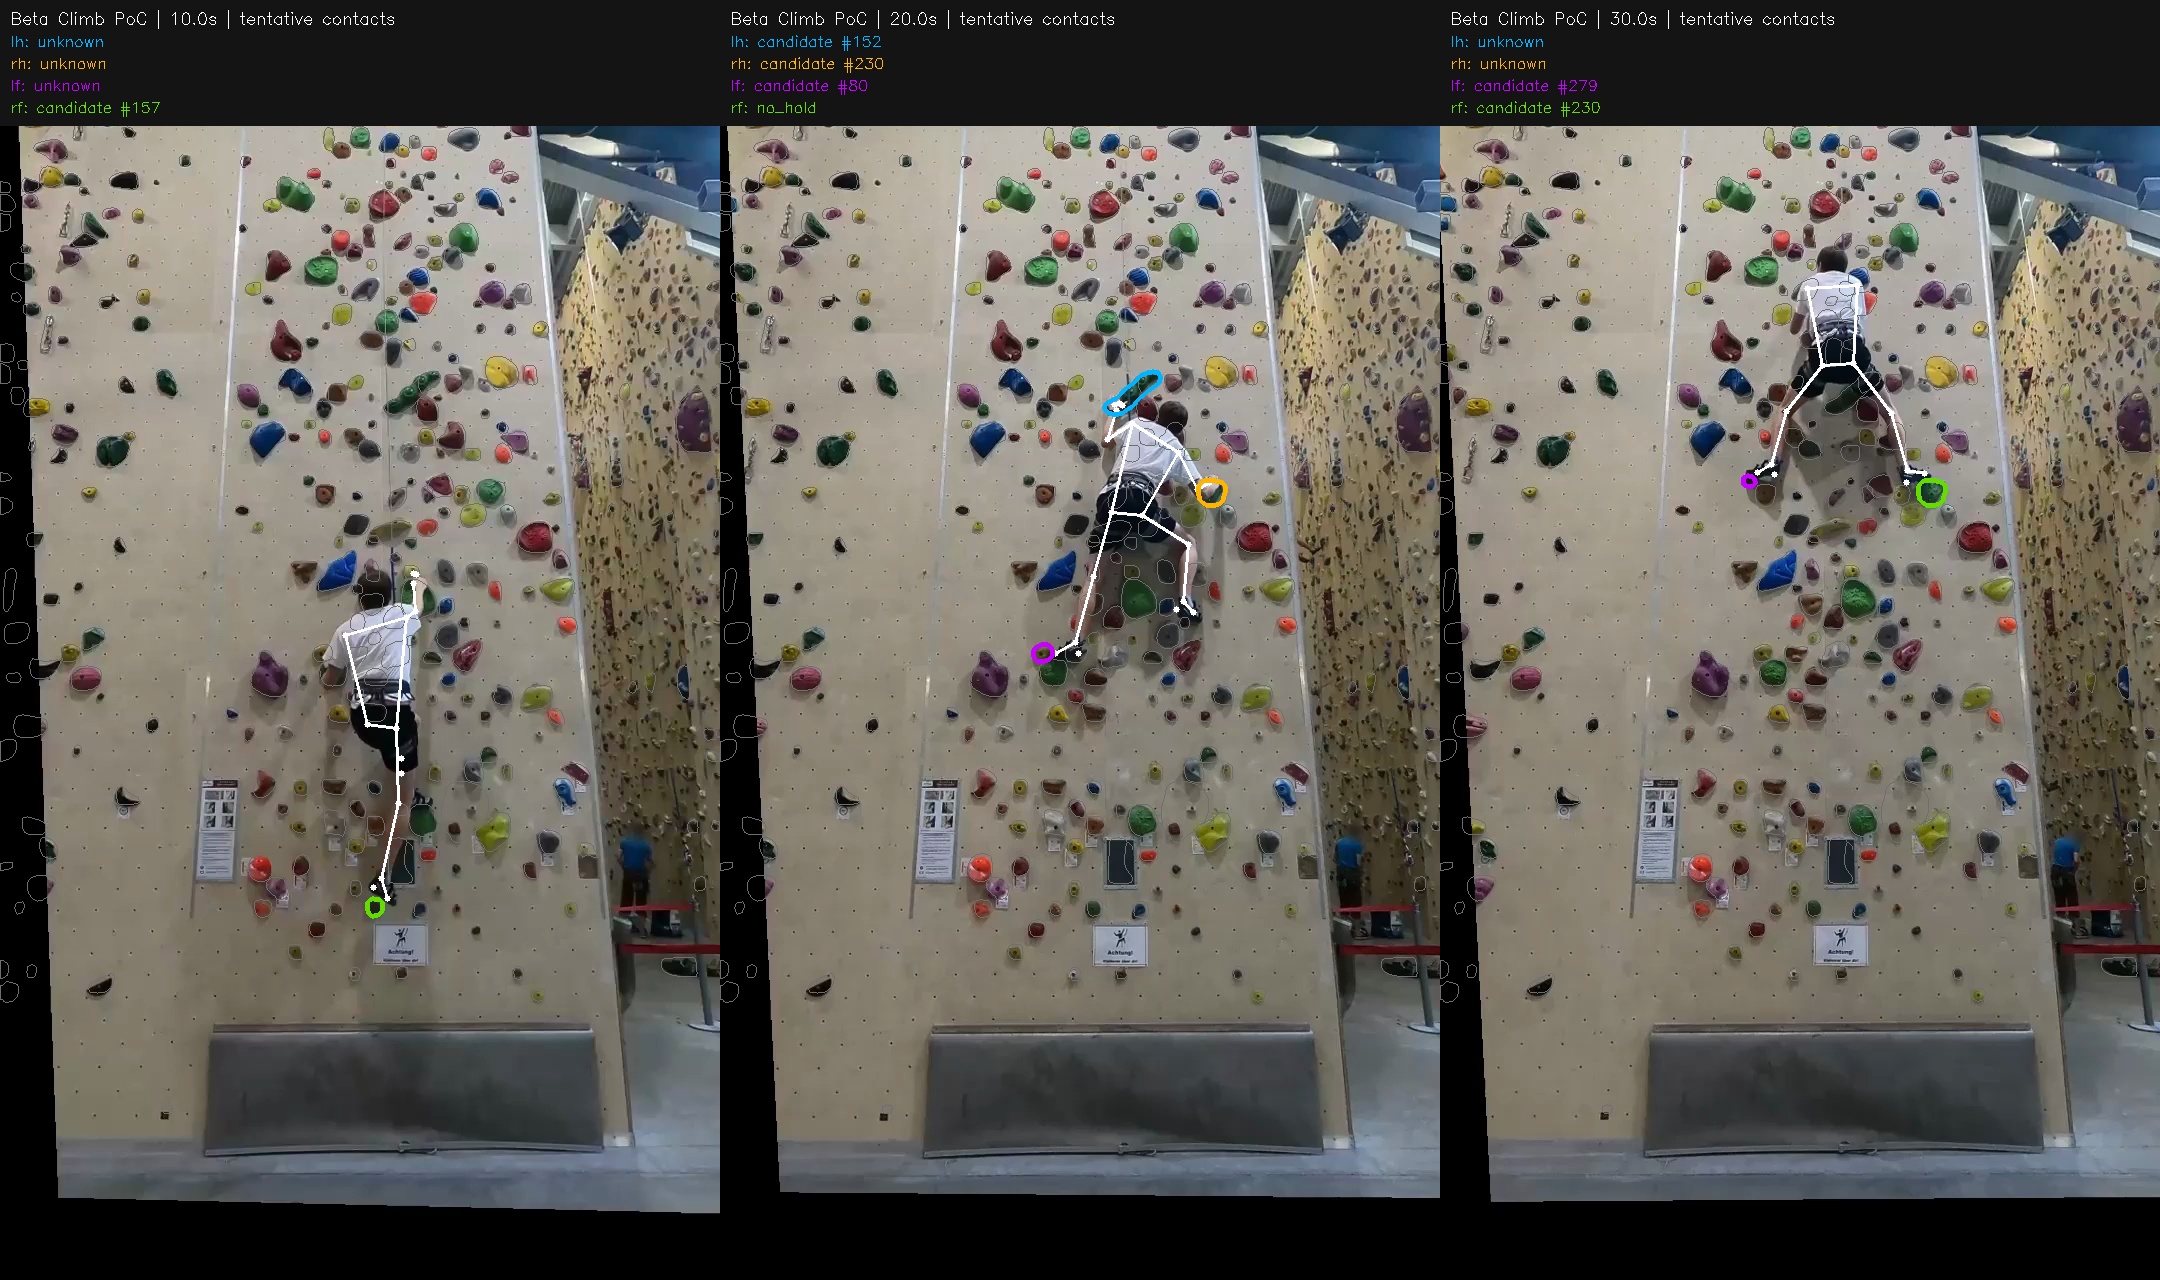 Beta Climb PoC | 10.0s | tentative contacts
lh: unknown
rh: unknown
lf: unknown
rf: candidate #157
Beta Climb PoC | 20.0s | tentative contacts
lh: candidate #152
rh: candidate #230
lf: candidate #80
rf: no_hold
Beta Climb PoC | 30.0s | tentative contacts
lh: unknown
rh: unknown
lf: candidate #279
rf: candidate #230
Achtung!
Achtung!
Achtung!